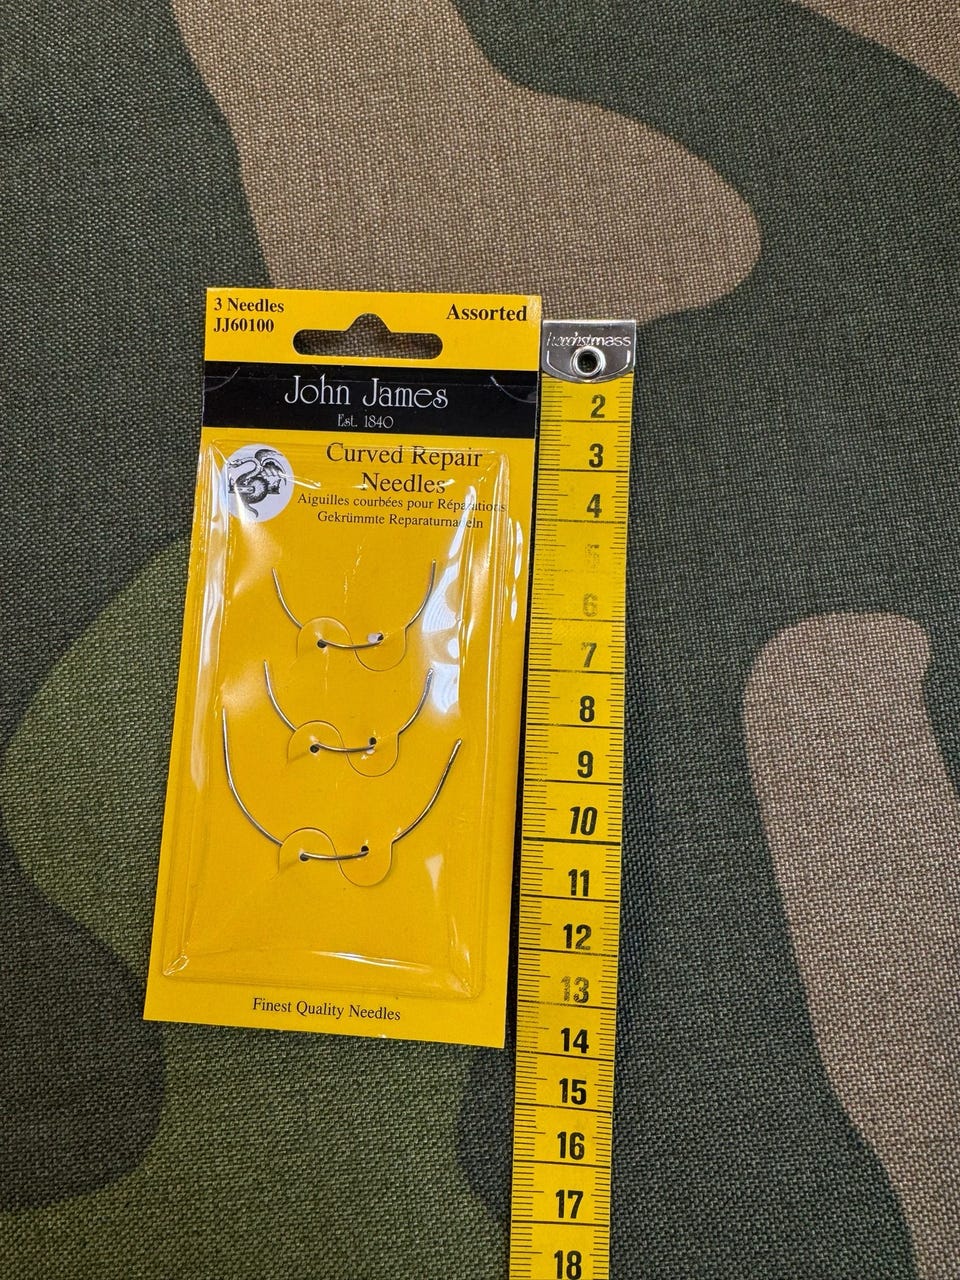 3 Needles
JJ60100
Assorted
John James
Est. 1840
Curved Repair
Needles
Aiguilles courbées pour Réparations
Gekrümmte Reparaturnadeln
Finest Quality Needles
hoechstmass
2
3
4
5
6
7
8
9
10
11
12
13
14
15
16
17
18